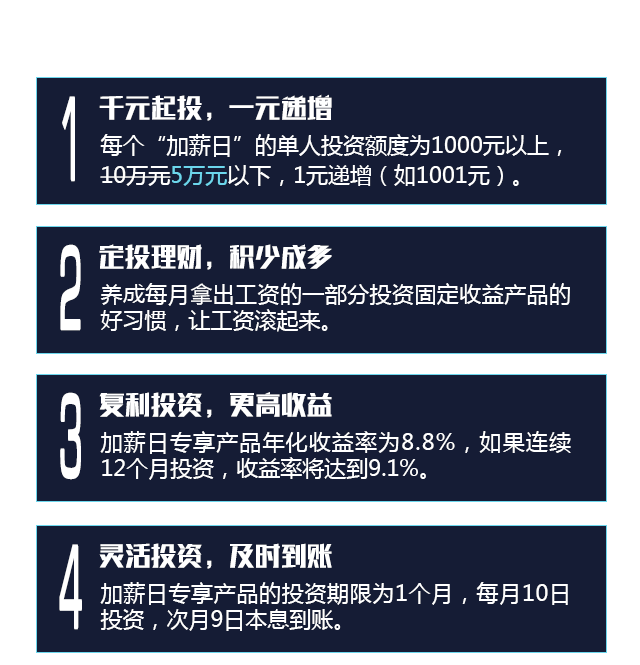 1
千元起投，一元递增
每个“加薪日”的单人投资额度为1000元以上，
10万元5万元以下，1元递增（如1001元）。
2
定投理财，积少成多
养成每月拿出工资的一部分投资固定收益产品的
好习惯，让工资滚起来。
3
复利投资，更高收益
加薪日专享产品年化收益率为8.8%，如果连续
12个月投资，收益率将达到9.1%。
4
灵活投资，及时到账
加薪日专享产品的投资期限为1个月，每月10日
投资，次月9日本息到账。